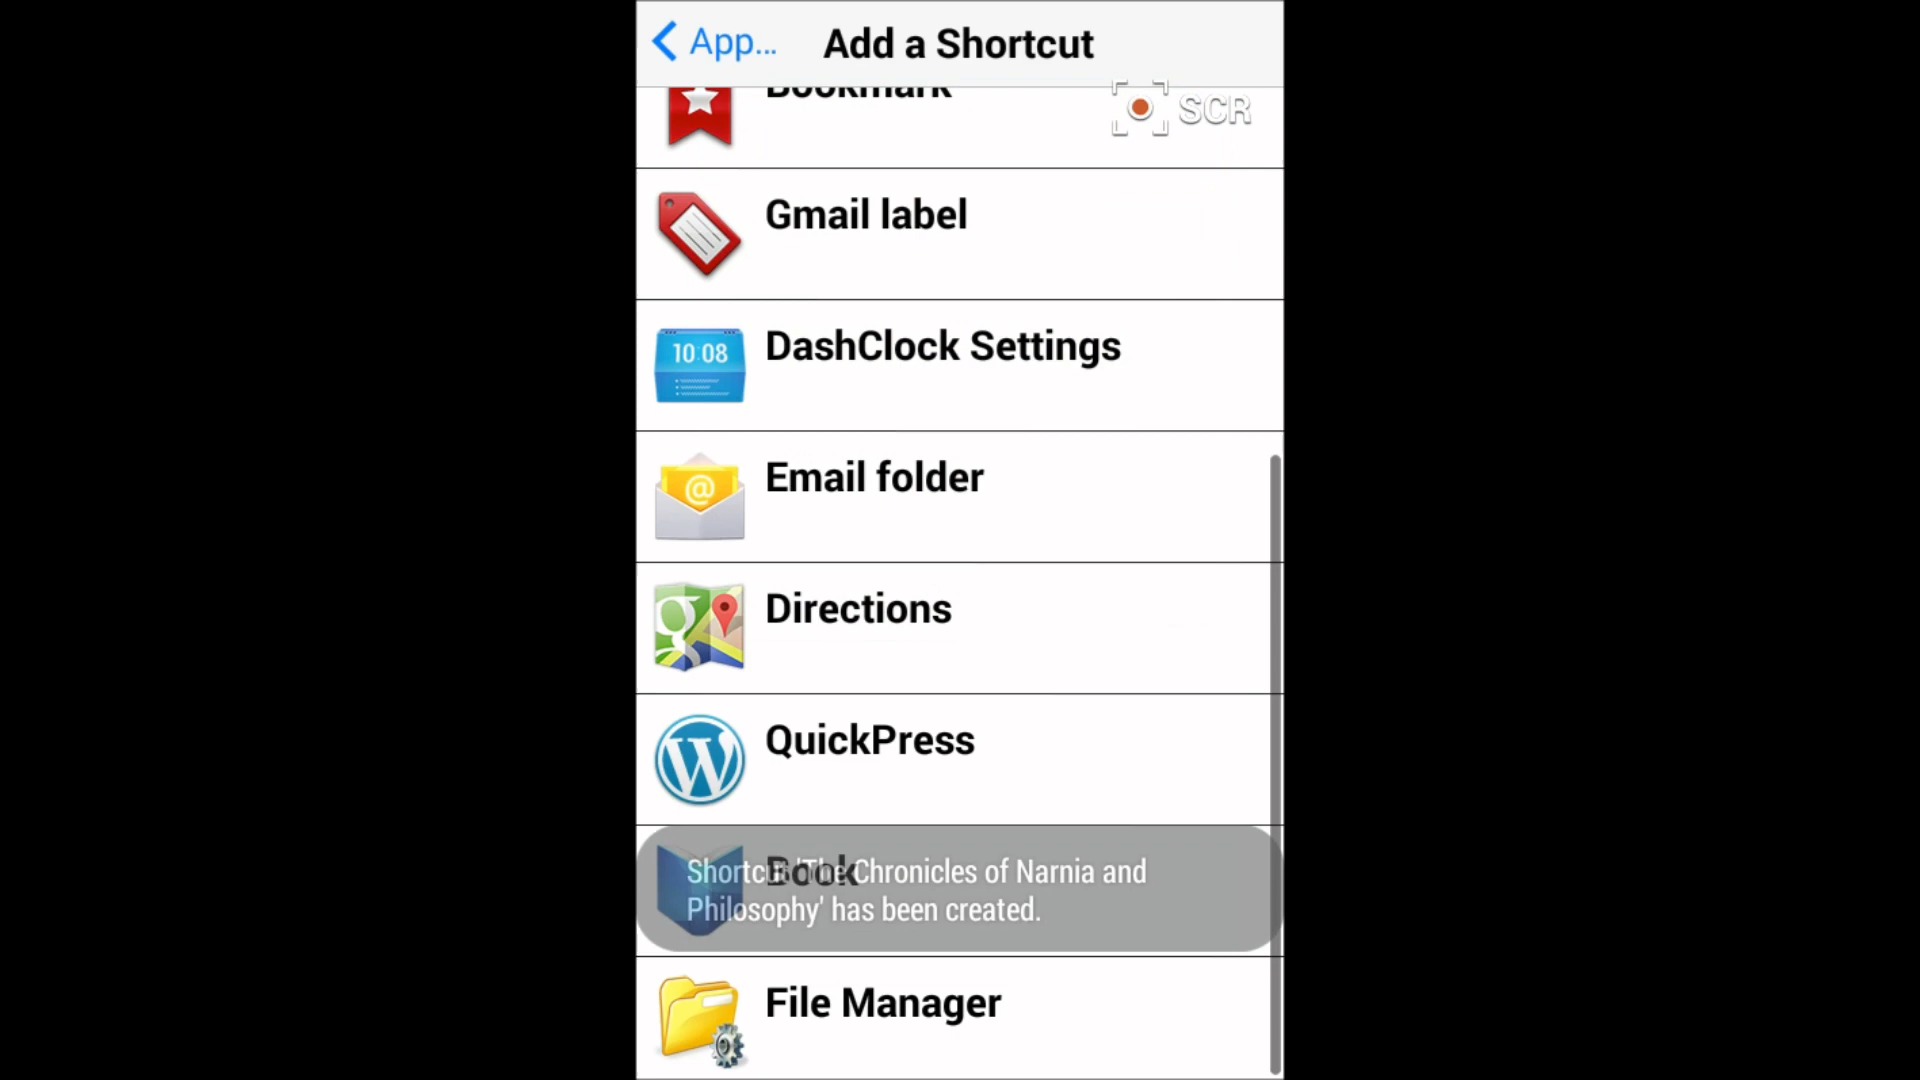 App... Add a Shortcut
Bookmark
SCR
Gmail label
10:08
DashClock Settings
@
Email folder
g
Directions
W
QuickPress
Book
Shortcut 'The Chronicles of Narnia and
Philosophy' has been created.
File Manager